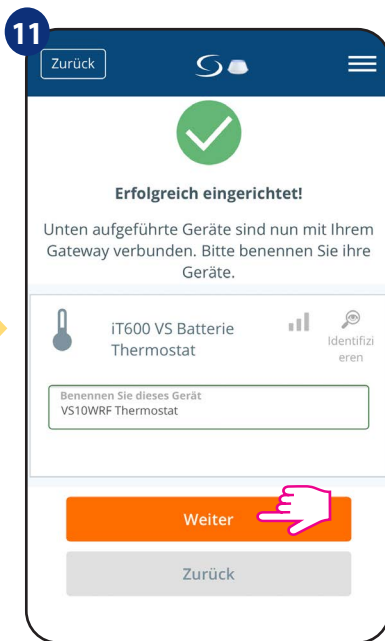 11
Zurück
Erfolgreich eingerichtet!
Unten aufgeführte Geräte sind nun mit Ihrem
Gateway verbunden. Bitte benennen Sie ihre
Geräte.
iT600 VS Batterie
Thermostat
Identifizi
eren
Benennen Sie dieses Gerät
VS10WRF Thermostat
Weiter
Zurück